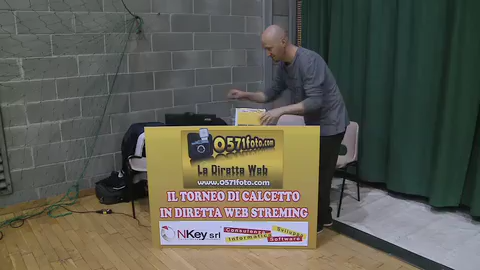 0571foto.com
La Diretta Web
www.0571foto.com
IL TORNEO DI CALCETTO
IN DIRETTA WEB STREMING
NKey srl
Consulenza
Informatica
Sviluppo
Software